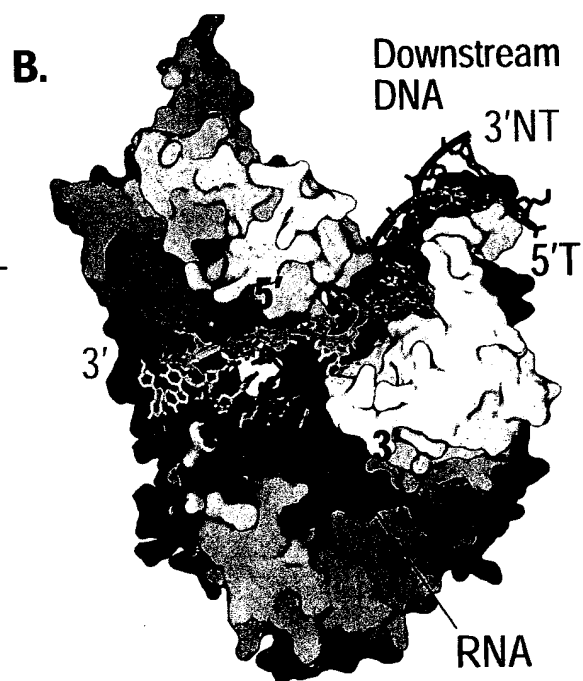 B.
Downstream
DNA
3'NT
5'T
5'
3'
3
RNA